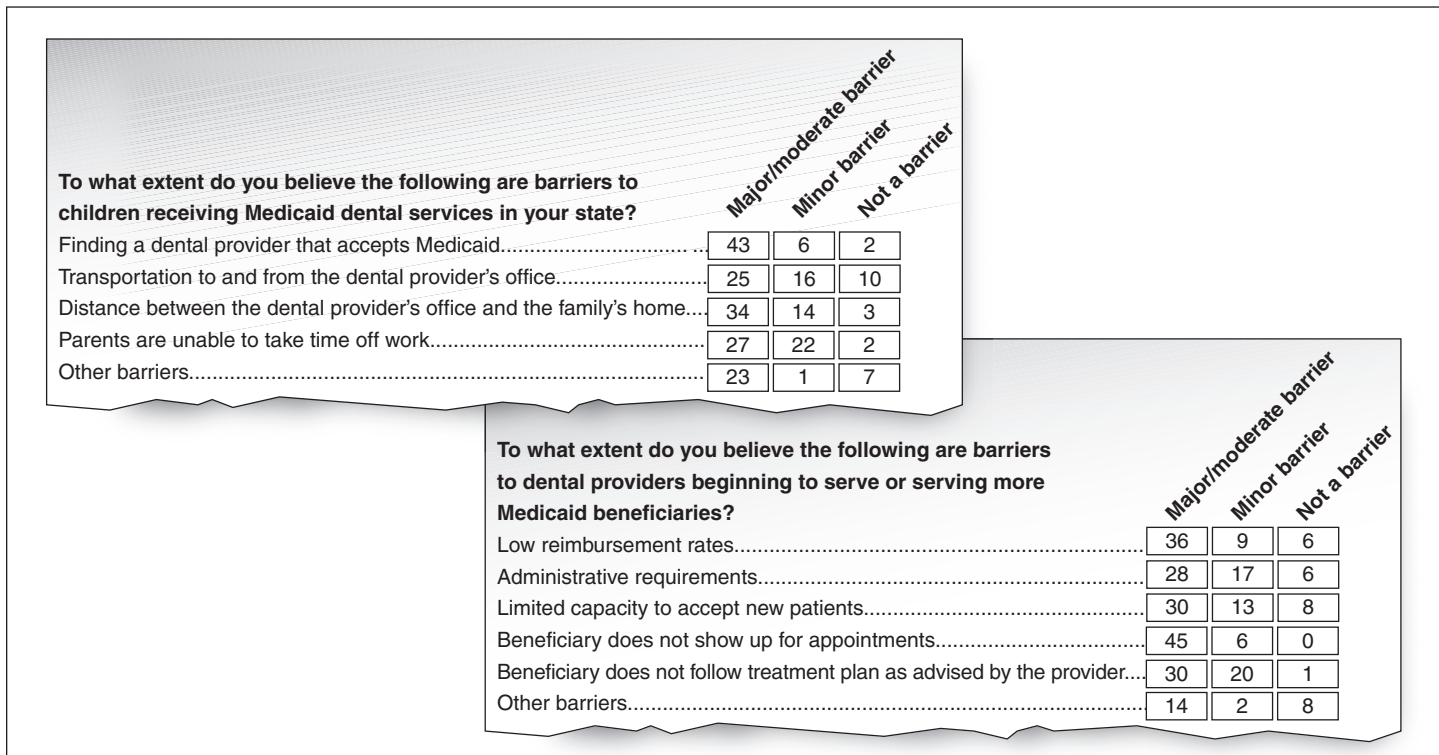 To what extent do you believe the following are barriers to
children receiving Medicaid dental services in your state?
Major/moderate barrier
Minor barrier
Not a barrier
Finding a dental provider that accepts Medicaid............................... ... 43 6 2
Transportation to and from the dental provider’s office........................... 25 16 10
Distance between the dental provider’s office and the family’s home.... 34 14 3
Parents are unable to take time off work................................................. 27 22 2
Other barriers.......................................................................................... 23 1 7
To what extent do you believe the following are barriers
to dental providers beginning to serve or serving more
Medicaid beneficiaries?
Major/moderate barrier
Minor barrier
Not a barrier
Low reimbursement rates......................................................................... 36 9 6
Administrative requirements..................................................................... 28 17 6
Limited capacity to accept new patients................................................... 30 13 8
Beneficiary does not show up for appointments...................................... 45 6 0
Beneficiary does not follow treatment plan as advised by the provider.... 30 20 1
Other barriers........................................................................................... 14 2 8